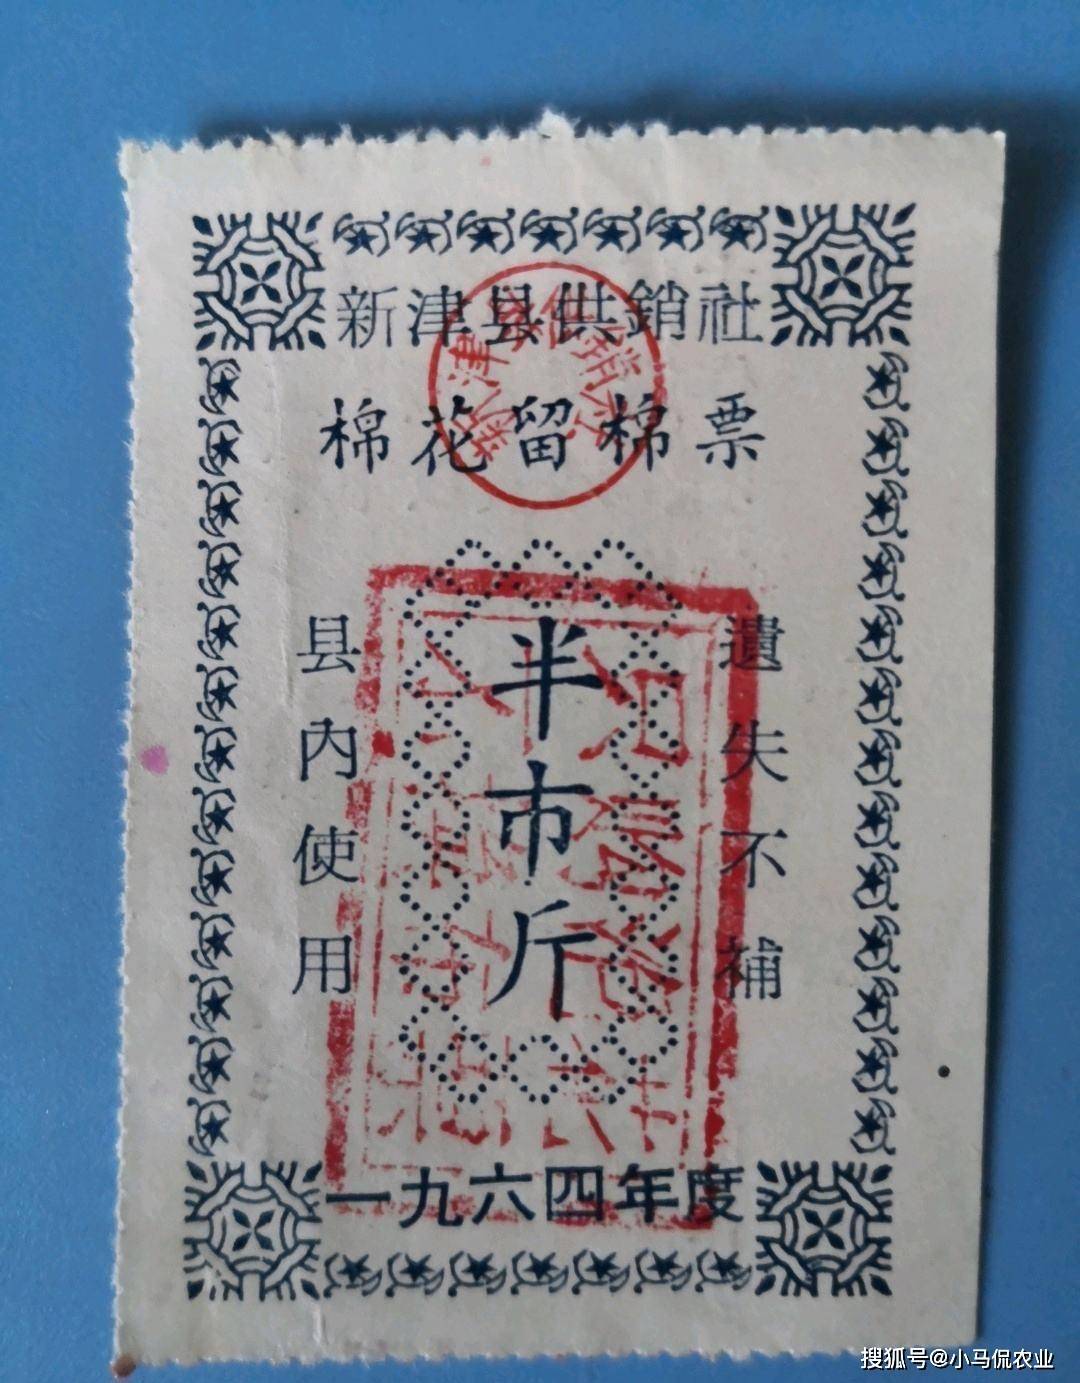 新津县供銷社
棉花留棉票
半市斤
县內使用
遺失不補
一九六四年度
搜狐号@小马侃农业